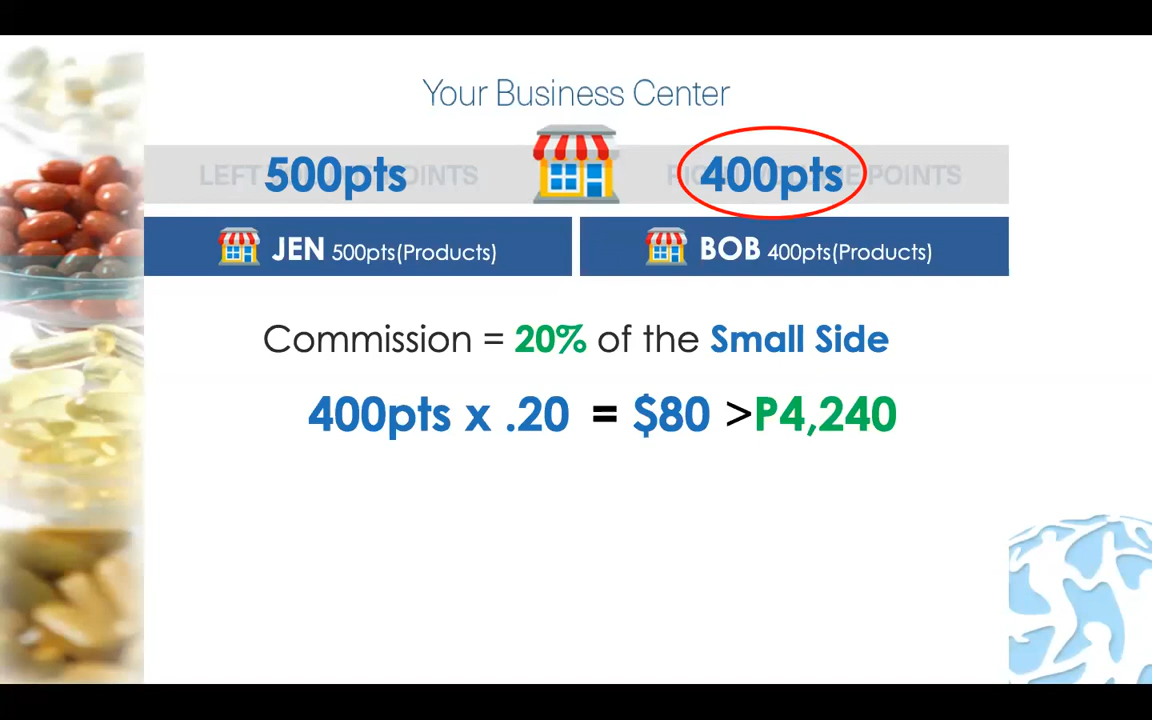 Your Business Center
500pts
400pts
JEN 500pts(Products)
BOB 400pts(Products)
Commission = 20% of the Small Side
400pts x .20 = $80 >P4,240